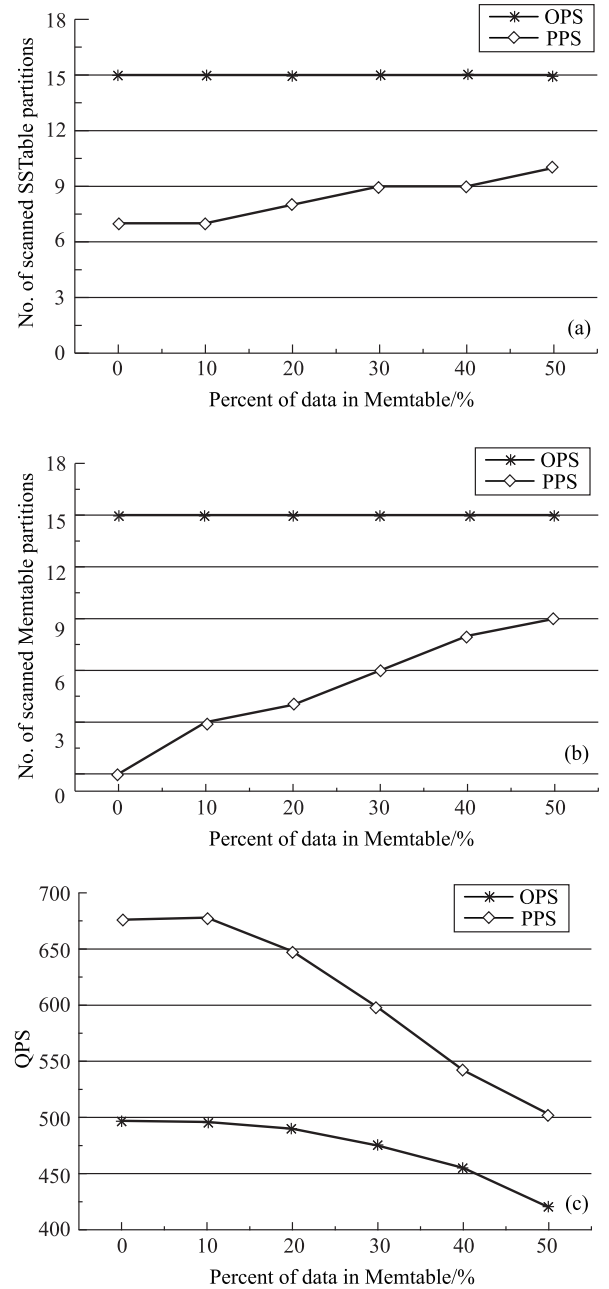 18
OPS
PPS
15
12
9
6
3
0
No. of scanned SSTable partitions
(a)
0 10 20 30 40 50
Percent of data in Memtable/%
18
OPS
PPS
15
12
9
6
3
0
No. of scanned Memtable partitions
(b)
0 10 20 30 40 50
Percent of data in Memtable/%
700
OPS
PPS
650
600
550
500
450
400
QPS
(c)
0 10 20 30 40 50
Percent of data in Memtable/%